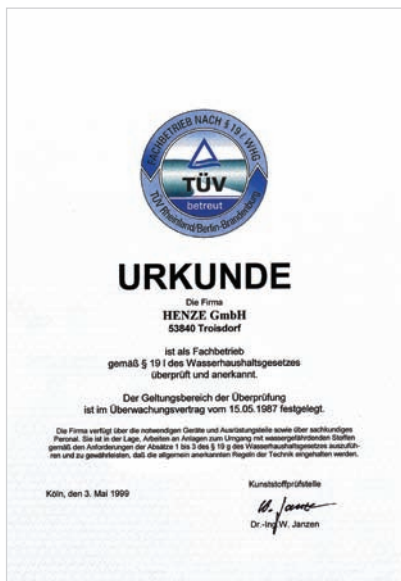 FACHBETRIEB NACH § 19 l WHG
TÜV
betreut
TÜV Rheinland/Berlin-Brandenburg
URKUNDE
Die Firma
HENZE GmbH
53840 Troisdorf
ist als Fachbetrieb
gemäß § 19 l des Wasserhaushaltsgesetzes
überprüft und anerkannt.
Der Geltungsbereich der Überprüfung
ist im Überwachungsvertrag vom 15.05.1987 festgelegt.
Die Firma verfügt über die notwendigen Geräte und Ausrüstungsteile sowie über sachkundiges
Personal. Sie ist in der Lage, Arbeiten an Anlagen zum Umgang mit wassergefährdenden Stoffen
gemäß den Anforderungen der Absätze 1 bis 3 des § 19 g des Wasserhaushaltsgesetzes auszufüh-
ren und zu gewährleisten, daß die allgemein anerkannten Regeln der Technik eingehalten werden.
Köln, den 3. Mai 1999
Kunststoffprüfstelle
W. Janzen
Dr.-Ing W. Janzen